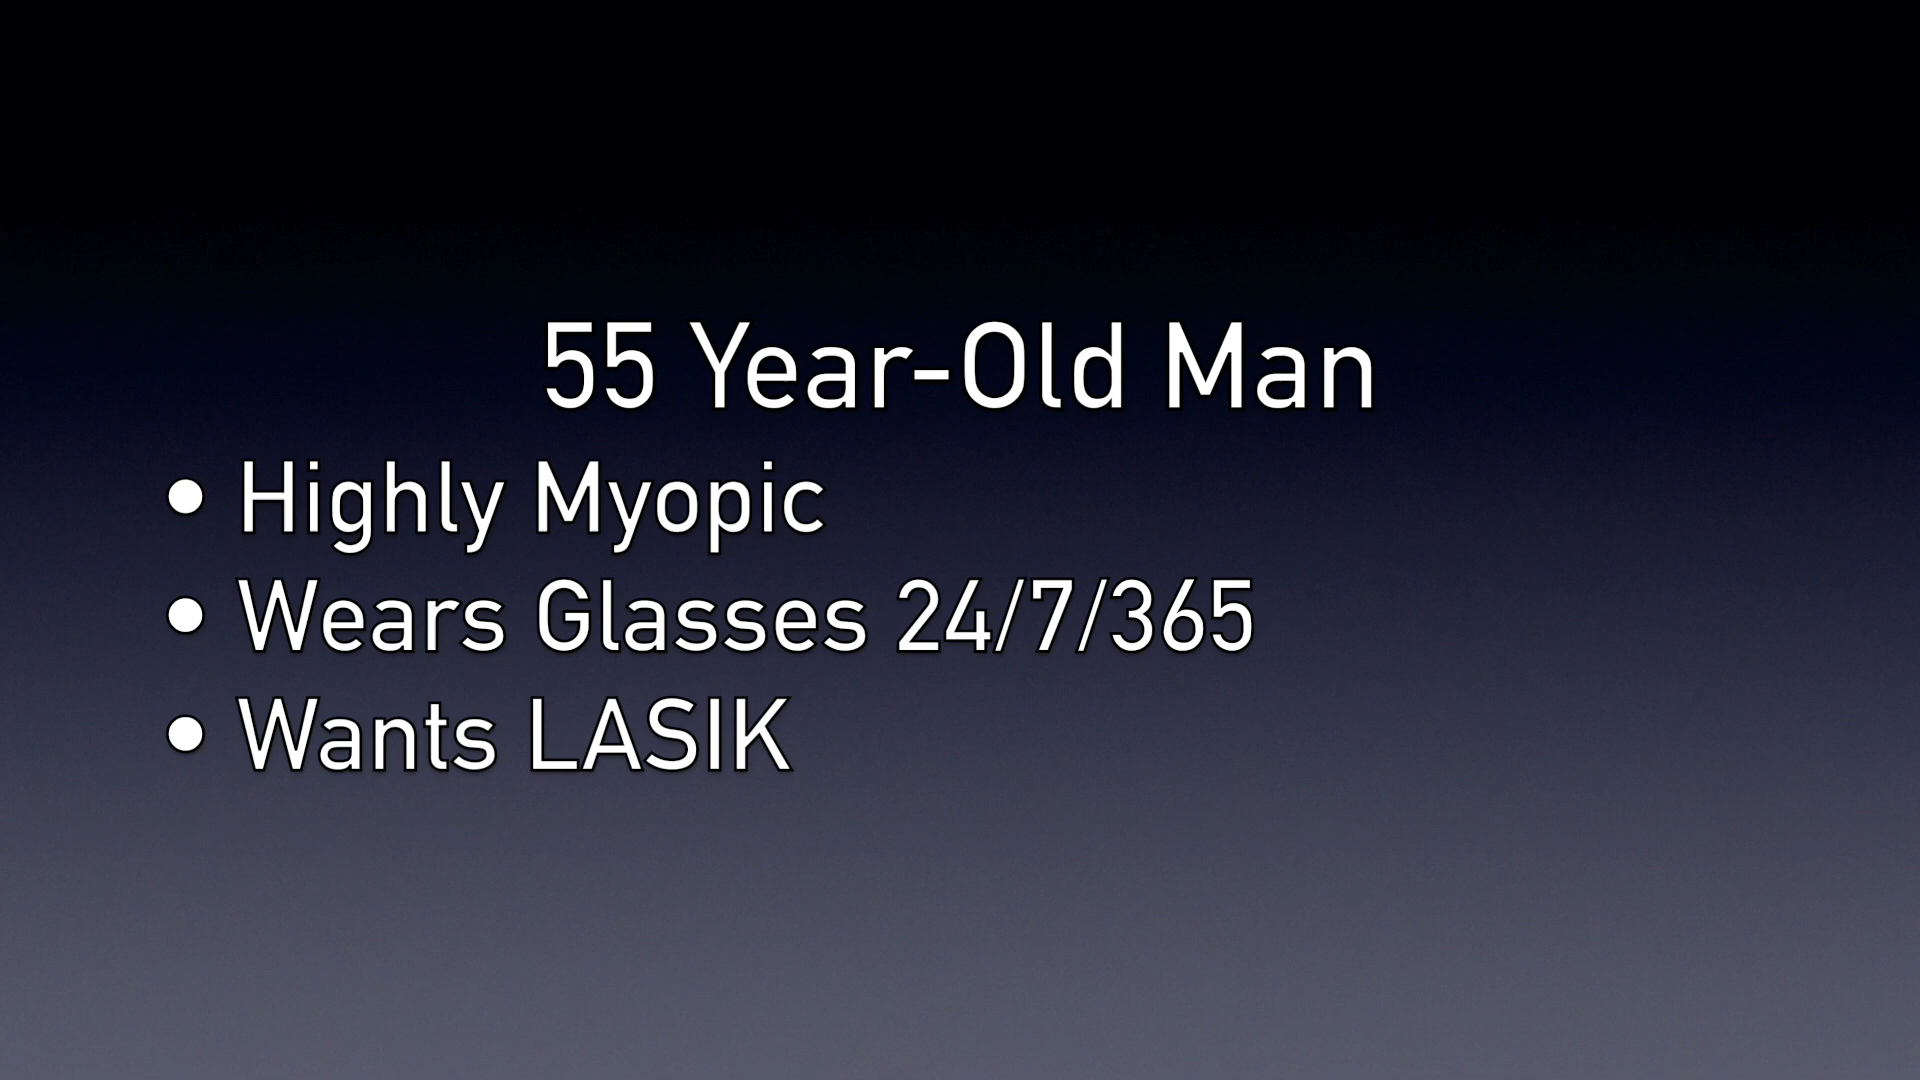 55 Year-Old Man
• Highly Myopic
• Wears Glasses 24/7/365
• Wants LASIK